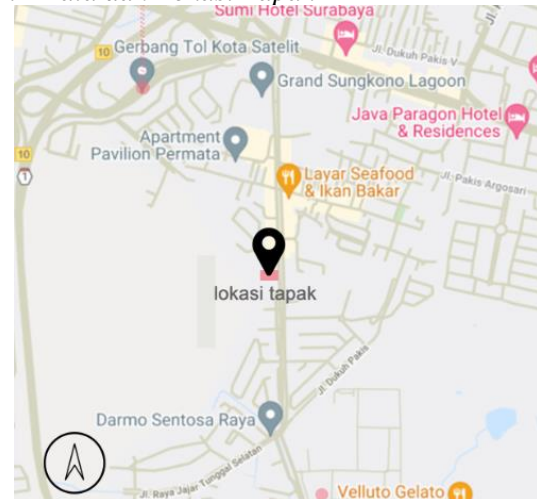 Sumi Hotel Surabaya
10
Gerbang Tol Kota Satelit
Jl. Dukuh Pakis V
10
Grand Sungkono Lagoon
Java Paragon Hotel
& Residences
Apartment
Pavilion Permata
10
1
Layar Seafood
& Ikan Bakar
Jl. Pakis Argosari
lokasi tapak
Jl. Dukuh Pakis
Darmo Sentosa Raya
Jl. Raya Jajar Tunggal Selatan
Velluto Gelato